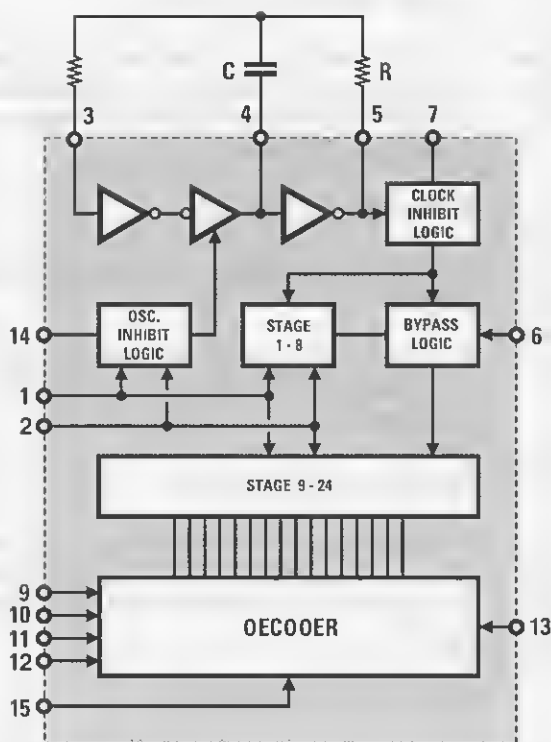 C
R
3
4
5
7
CLOCK
INHIBIT
LOGIC
14
OSC.
INHIBIT
LOGIC
STAGE
1 - 8
BYPASS
LOGIC
6
1
2
STAGE 9 - 24
9
10
11
12
OECOOER
13
15